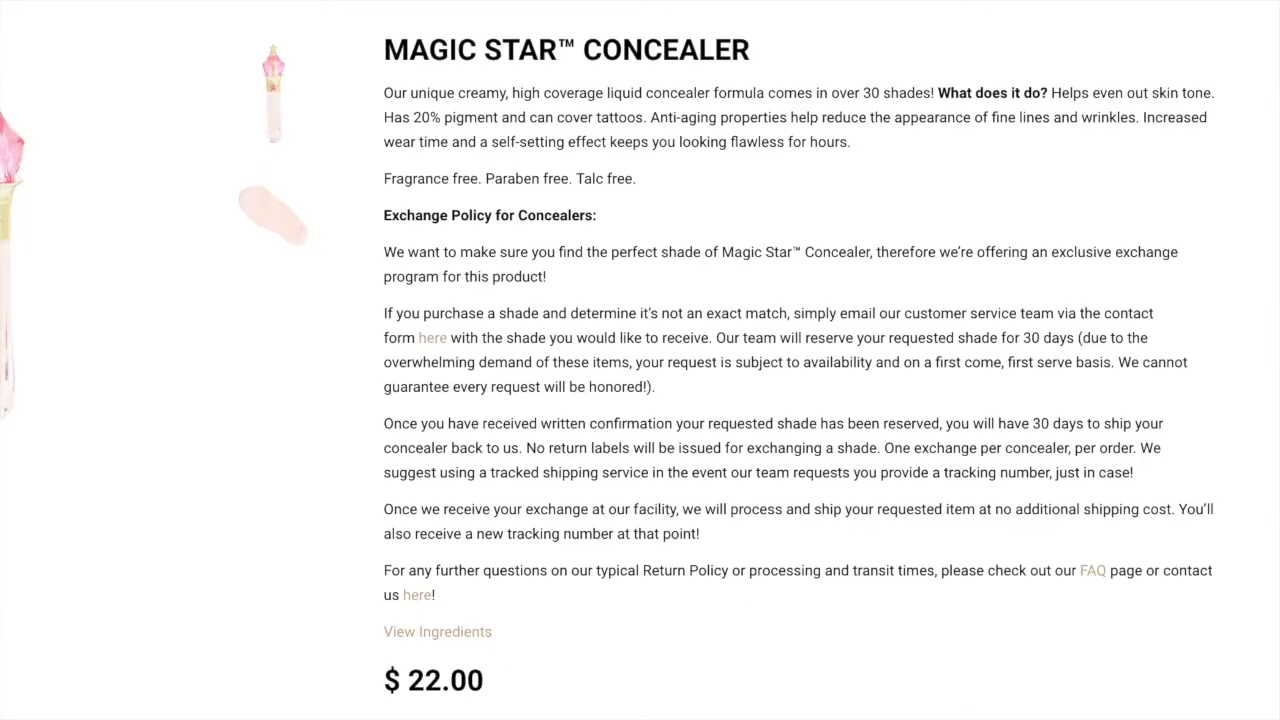 MAGIC STAR™ CONCEALER
Our unique creamy, high coverage liquid concealer formula comes in over 30 shades! What does it do? Helps even out skin tone.
Has 20% pigment and can cover tattoos. Anti-aging properties help reduce the appearance of fine lines and wrinkles. Increased
wear time and a self-setting effect keeps you looking flawless for hours.
Fragrance free. Paraben free. Talc free.
Exchange Policy for Concealers:
We want to make sure you find the perfect shade of Magic Star™ Concealer, therefore we're offering an exclusive exchange
program for this product!
If you purchase a shade and determine it's not an exact match, simply email our customer service team via the contact
form here with the shade you would like to receive. Our team will reserve your requested shade for 30 days (due to the
overwhelming demand of these items, your request is subject to availability and on a first come, first serve basis. We cannot
guarantee every request will be honored!).
Once you have received written confirmation your requested shade has been reserved, you will have 30 days to ship your
concealer back to us. No return labels will be issued for exchanging a shade. One exchange per concealer, per order. We
suggest using a tracked shipping service in the event our team requests you provide a tracking number, just in case!
Once we receive your exchange at our facility, we will process and ship your requested item at no additional shipping cost. You'll
also receive a new tracking number at that point!
For any further questions on our typical Return Policy or processing and transit times, please check out our FAQ page or contact
us here!
View Ingredients
$ 22.00